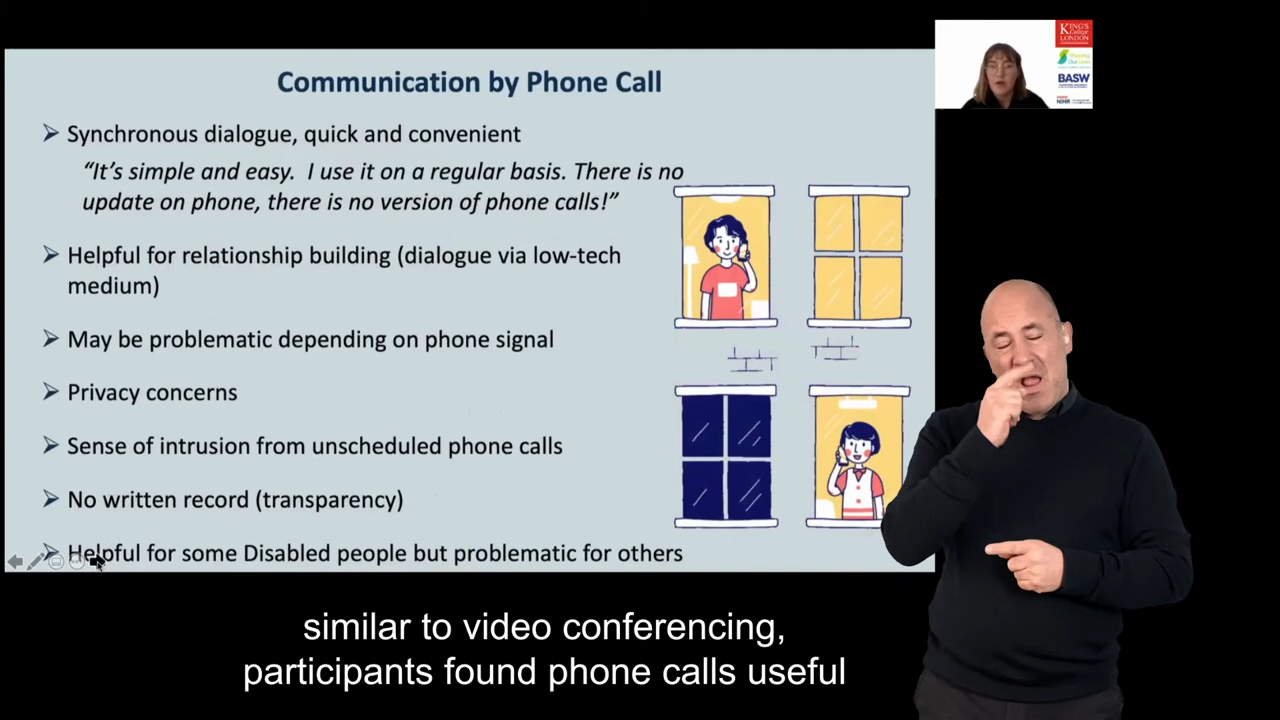 Communication by Phone Call
➢ Synchronous dialogue, quick and convenient
“It’s simple and easy. I use it on a regular basis. There is no
update on phone, there is no version of phone calls!”
➢ Helpful for relationship building (dialogue via low-tech
medium)
➢ May be problematic depending on phone signal
➢ Privacy concerns
➢ Sense of intrusion from unscheduled phone calls
➢ No written record (transparency)
➢ Helpful for some Disabled people but problematic for others
KING'S
College
LONDON
Shaping
Our Lives
BASW
NIHR
similar to video conferencing,
participants found phone calls useful